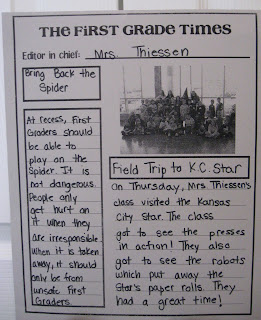 THE FIRST GRADE TIMES
Editor in chief: Mrs. Thiessen
Bring Back the
Spider
At recess, First
Graders should
be able to
play on the
Spider. It is
not dangerous.
People only
get hurt on
it when they
are irresponsible
When it is taken
away, it should
only be from
unsafe First
Graders.
Field Trip to K.C. Star
On Thursday, Mrs. Thiessen's
class visited the Kansas
City Star. The class
got to see the presses
in action! They also
got to see the robots
which put away the
Star's paper rolls. They
had a great time!